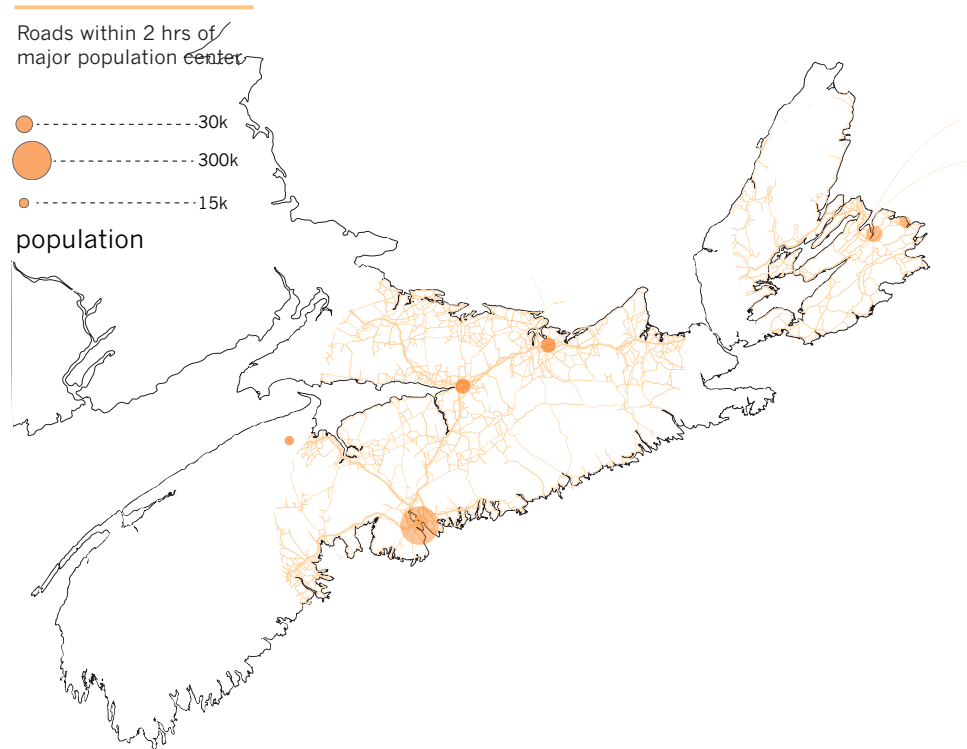 Roads within 2 hrs of
major population center
30k
300k
15k
population